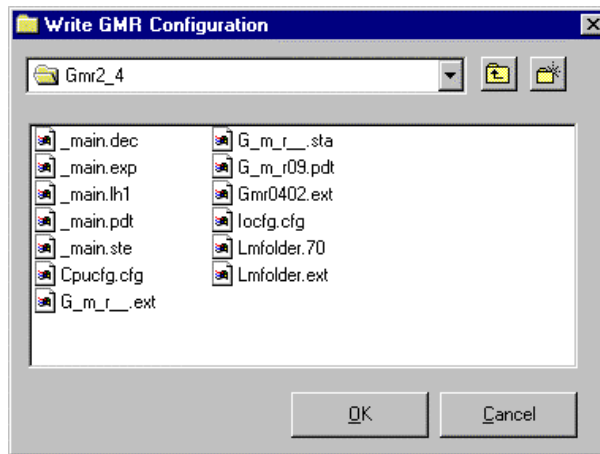 Write GMR Configuration
Gmr2_4
_main.dec
_main.exp
_main.lh1
_main.pdt
_main.ste
Cpucfg.cfg
G_m_r__.ext
G_m_r__.sta
G_m_r09.pdt
Gmr0402.ext
Iocfg.cfg
Lmfolder.70
Lmfolder.ext
OK
Cancel